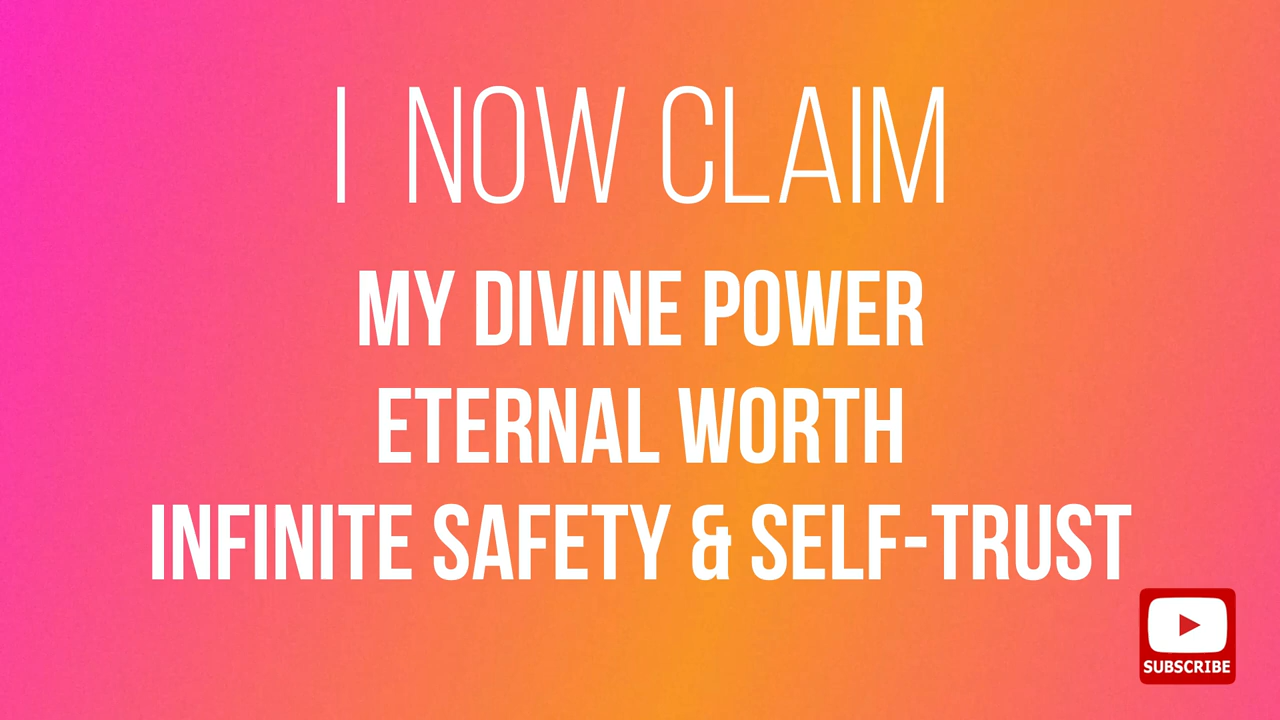 I NOW CLAIM
MY DIVINE POWER
ETERNAL WORTH
INFINITE SAFETY & SELF-TRUST
SUBSCRIBE